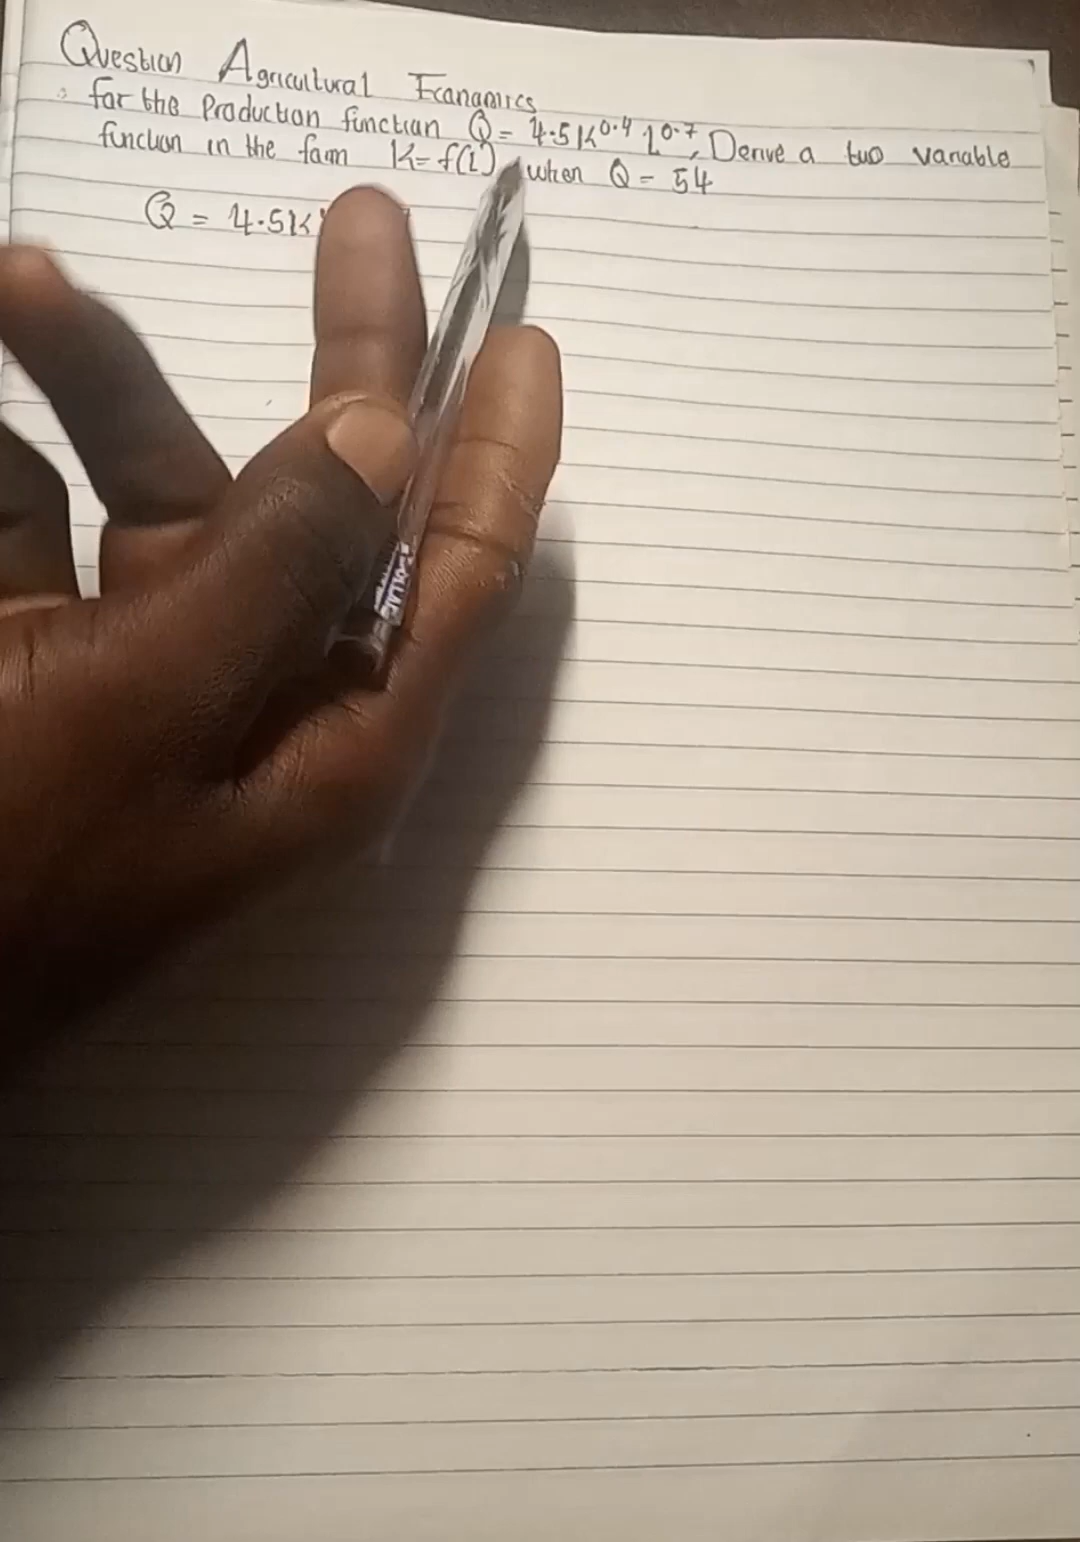 Question Agricultural Economics
for the Production function Q = 4.5K^0.4 L^0.7, Derive a two variable
function in the form K = f(L) when Q = 54
Q = 4.5K